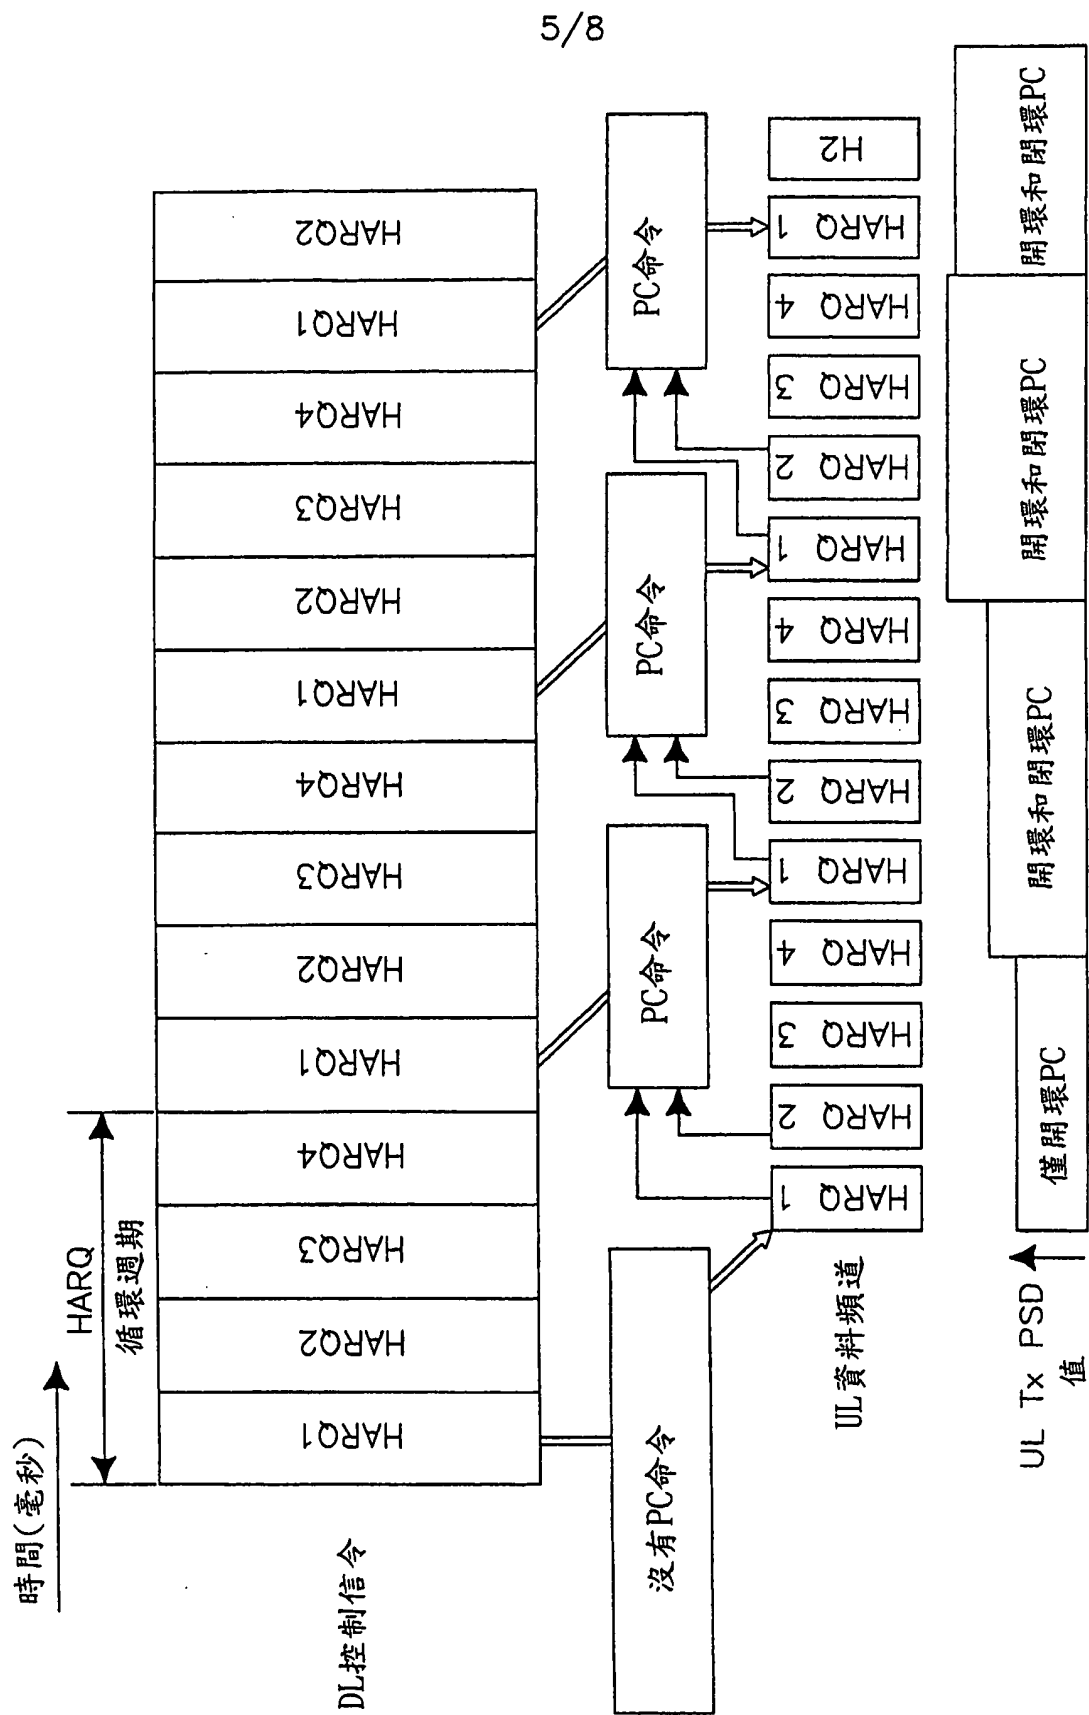 5/8
時間(毫秒)
HARQ
循環週期
DL控制信令
HARQ1
HARQ2
HARQ3
HARQ4
HARQ1
HARQ2
HARQ3
HARQ4
HARQ1
HARQ2
HARQ3
HARQ4
HARQ1
HARQ2
沒有PC命令
PC命令
PC命令
PC命令
UL資料頻道
HARQ 1
HARQ 2
HARQ 3
HARQ 4
HARQ 1
HARQ 2
HARQ 3
HARQ 4
HARQ 1
HARQ 2
HARQ 3
HARQ 4
HARQ 1
H2
UL Tx PSD
值
僅開環PC
開環和閉環PC
開環和閉環PC
開環和閉環PC